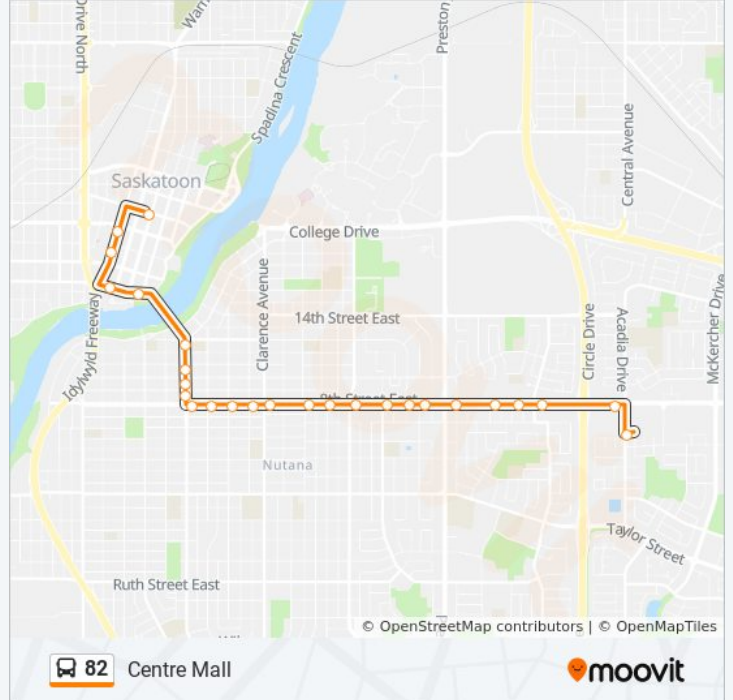 Drive North
Preston
Spadina Crescent
Central Avenue
Saskatoon
College Drive
Clarence Avenue
14th Street East
Idylwyld Freeway
Circle Drive
Acadia Drive
McKercher Drive
8th Street East
Nutana
Taylor Street
Ruth Street East
© OpenStreetMap contributors | © OpenMapTiles
82 Centre Mall
moovit